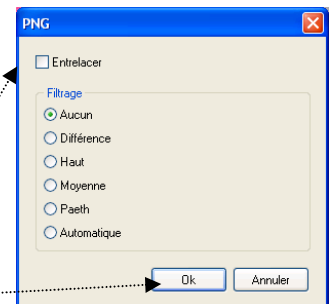 PNG
Entrelacer
Filtrage
Aucun
Différence
Haut
Moyenne
Paeth
Automatique
Ok Annuler